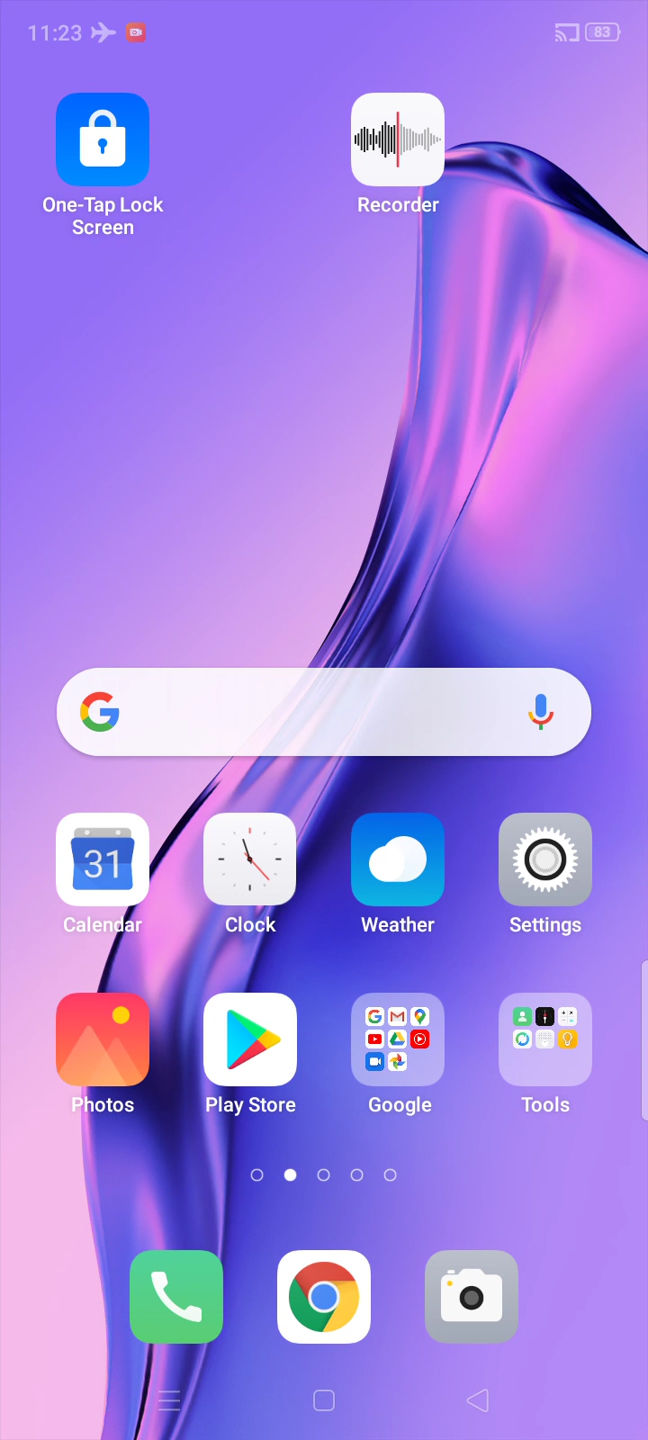 11:23
83
One-Tap Lock
Screen
Recorder
31
Calendar
Clock
Weather
Settings
Photos
Play Store
Google
Tools